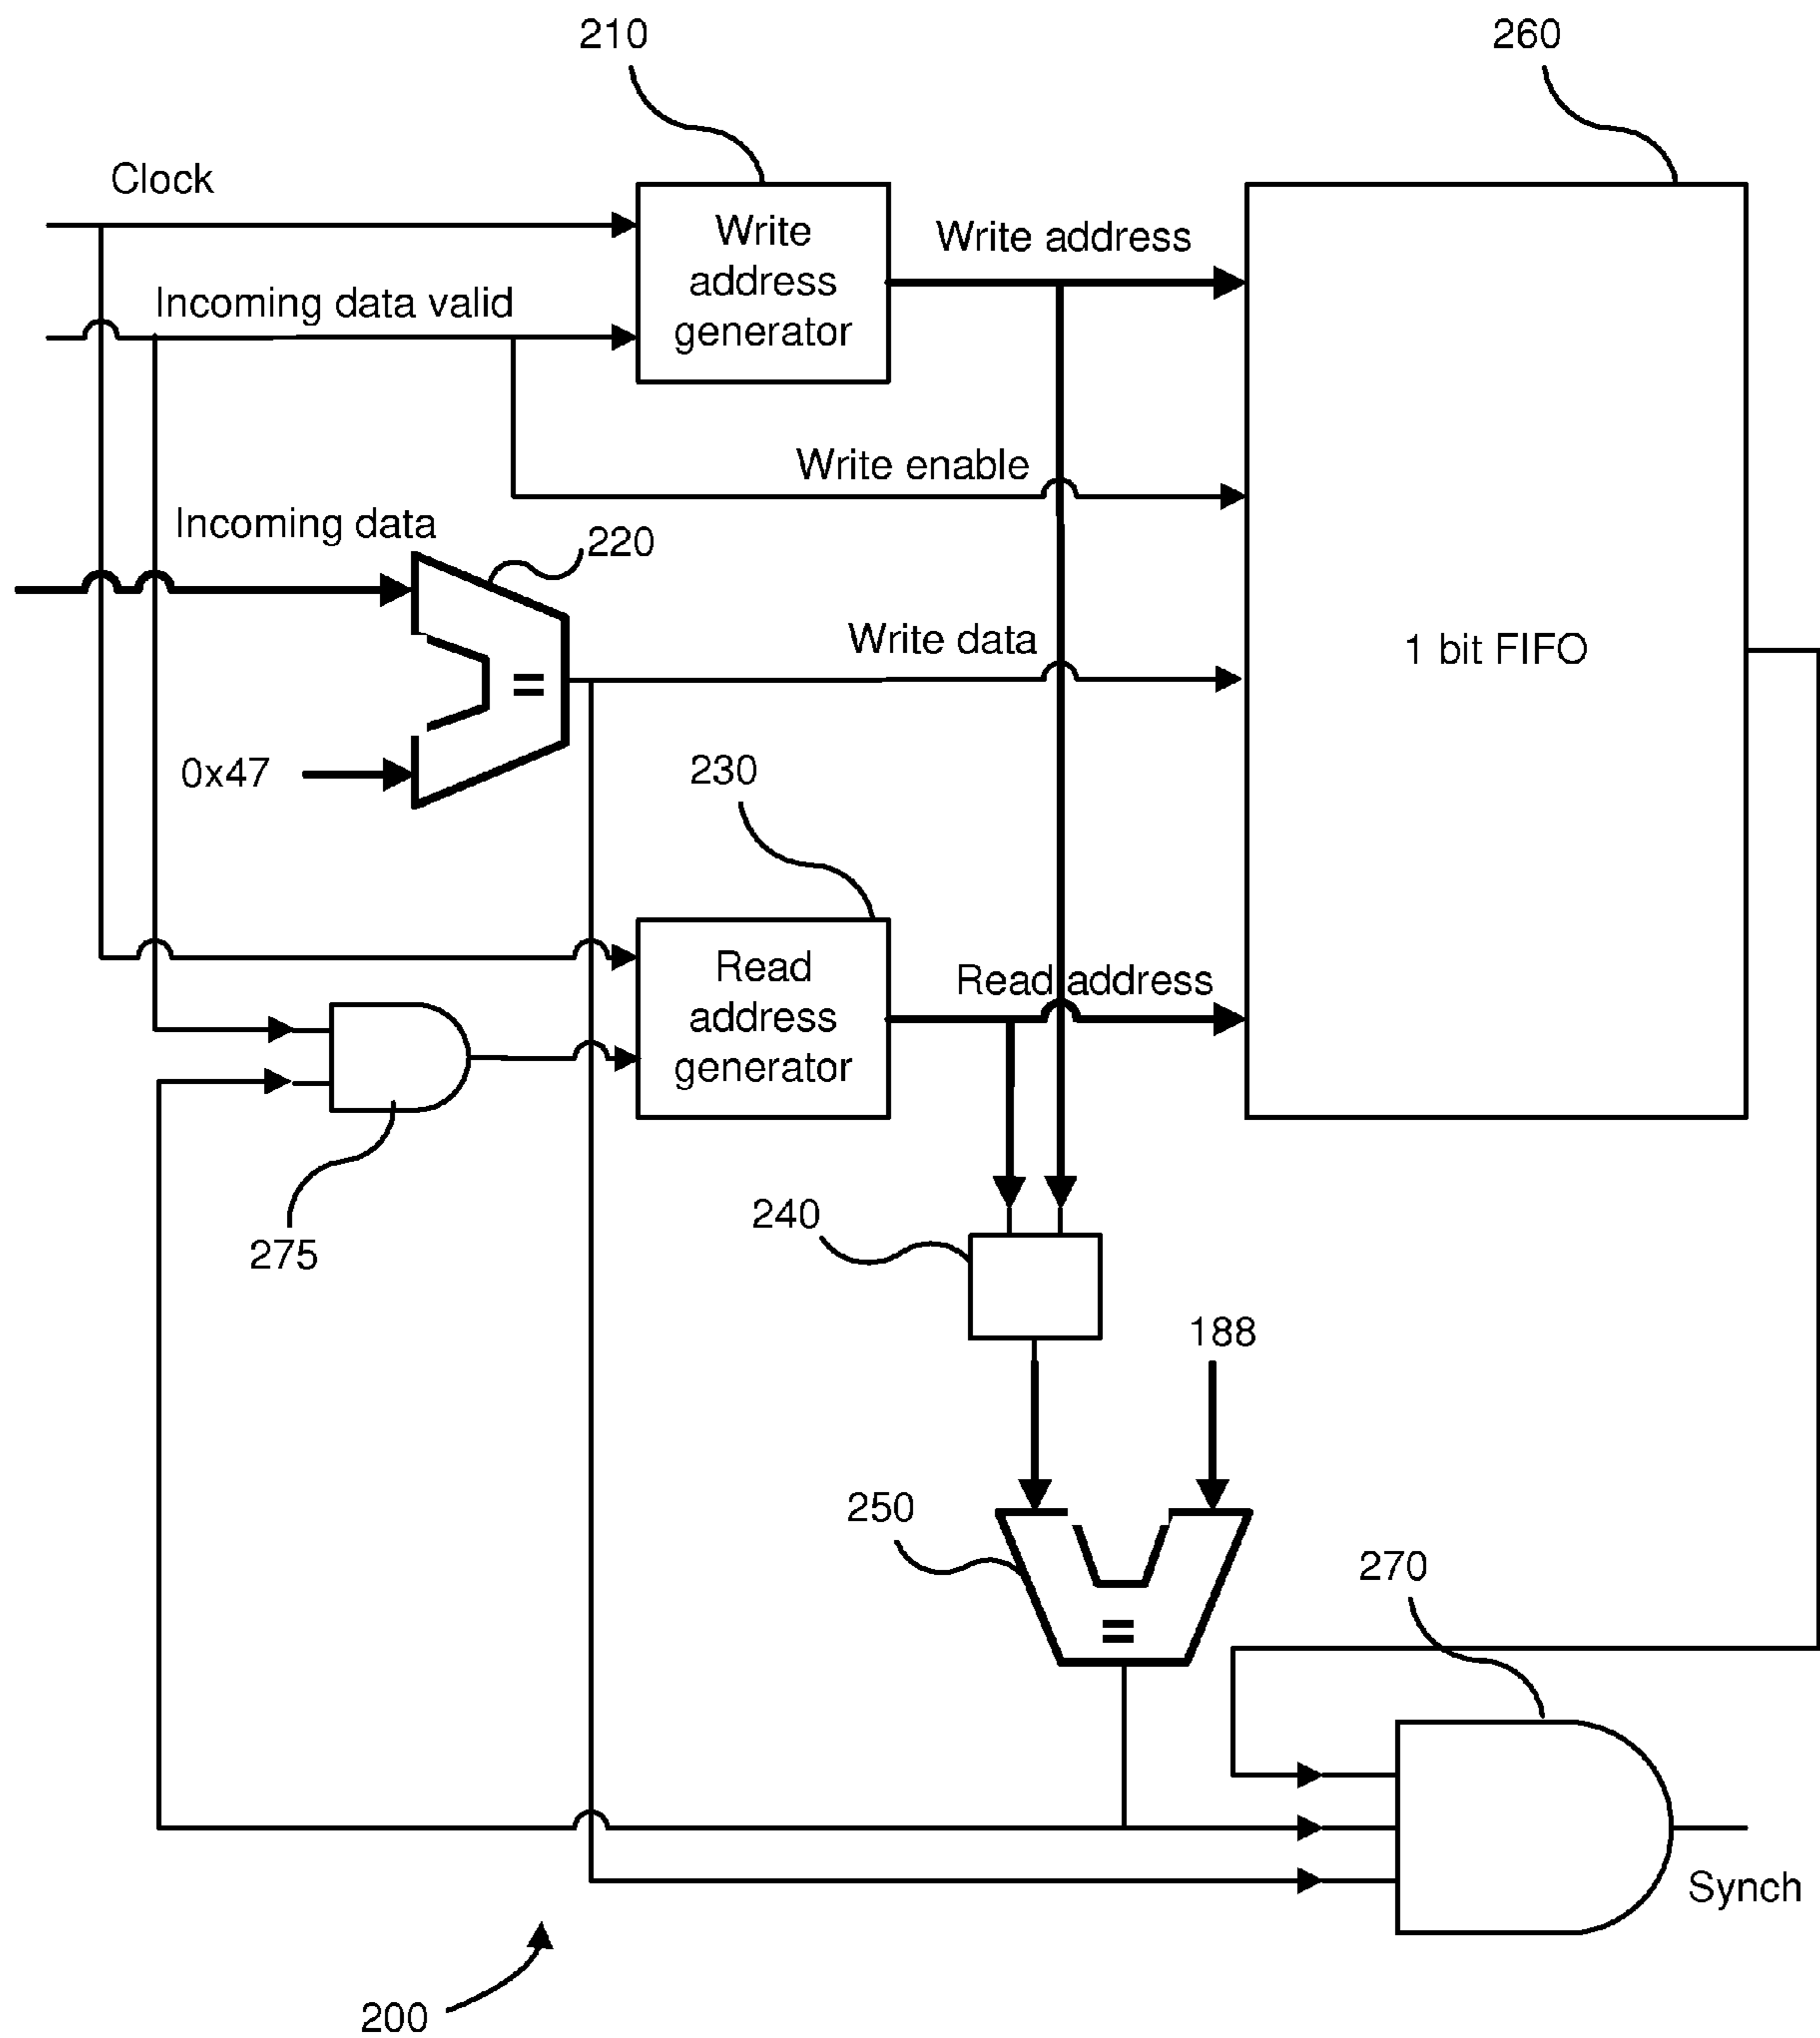 210
260
Clock
Write
address
generator
Write address
Incoming data valid
Write enable
Incoming data
220
=
Write data
1 bit FIFO
0x47
230
Read
address
generator
Read address
275
240
188
250
=
270
Synch
200